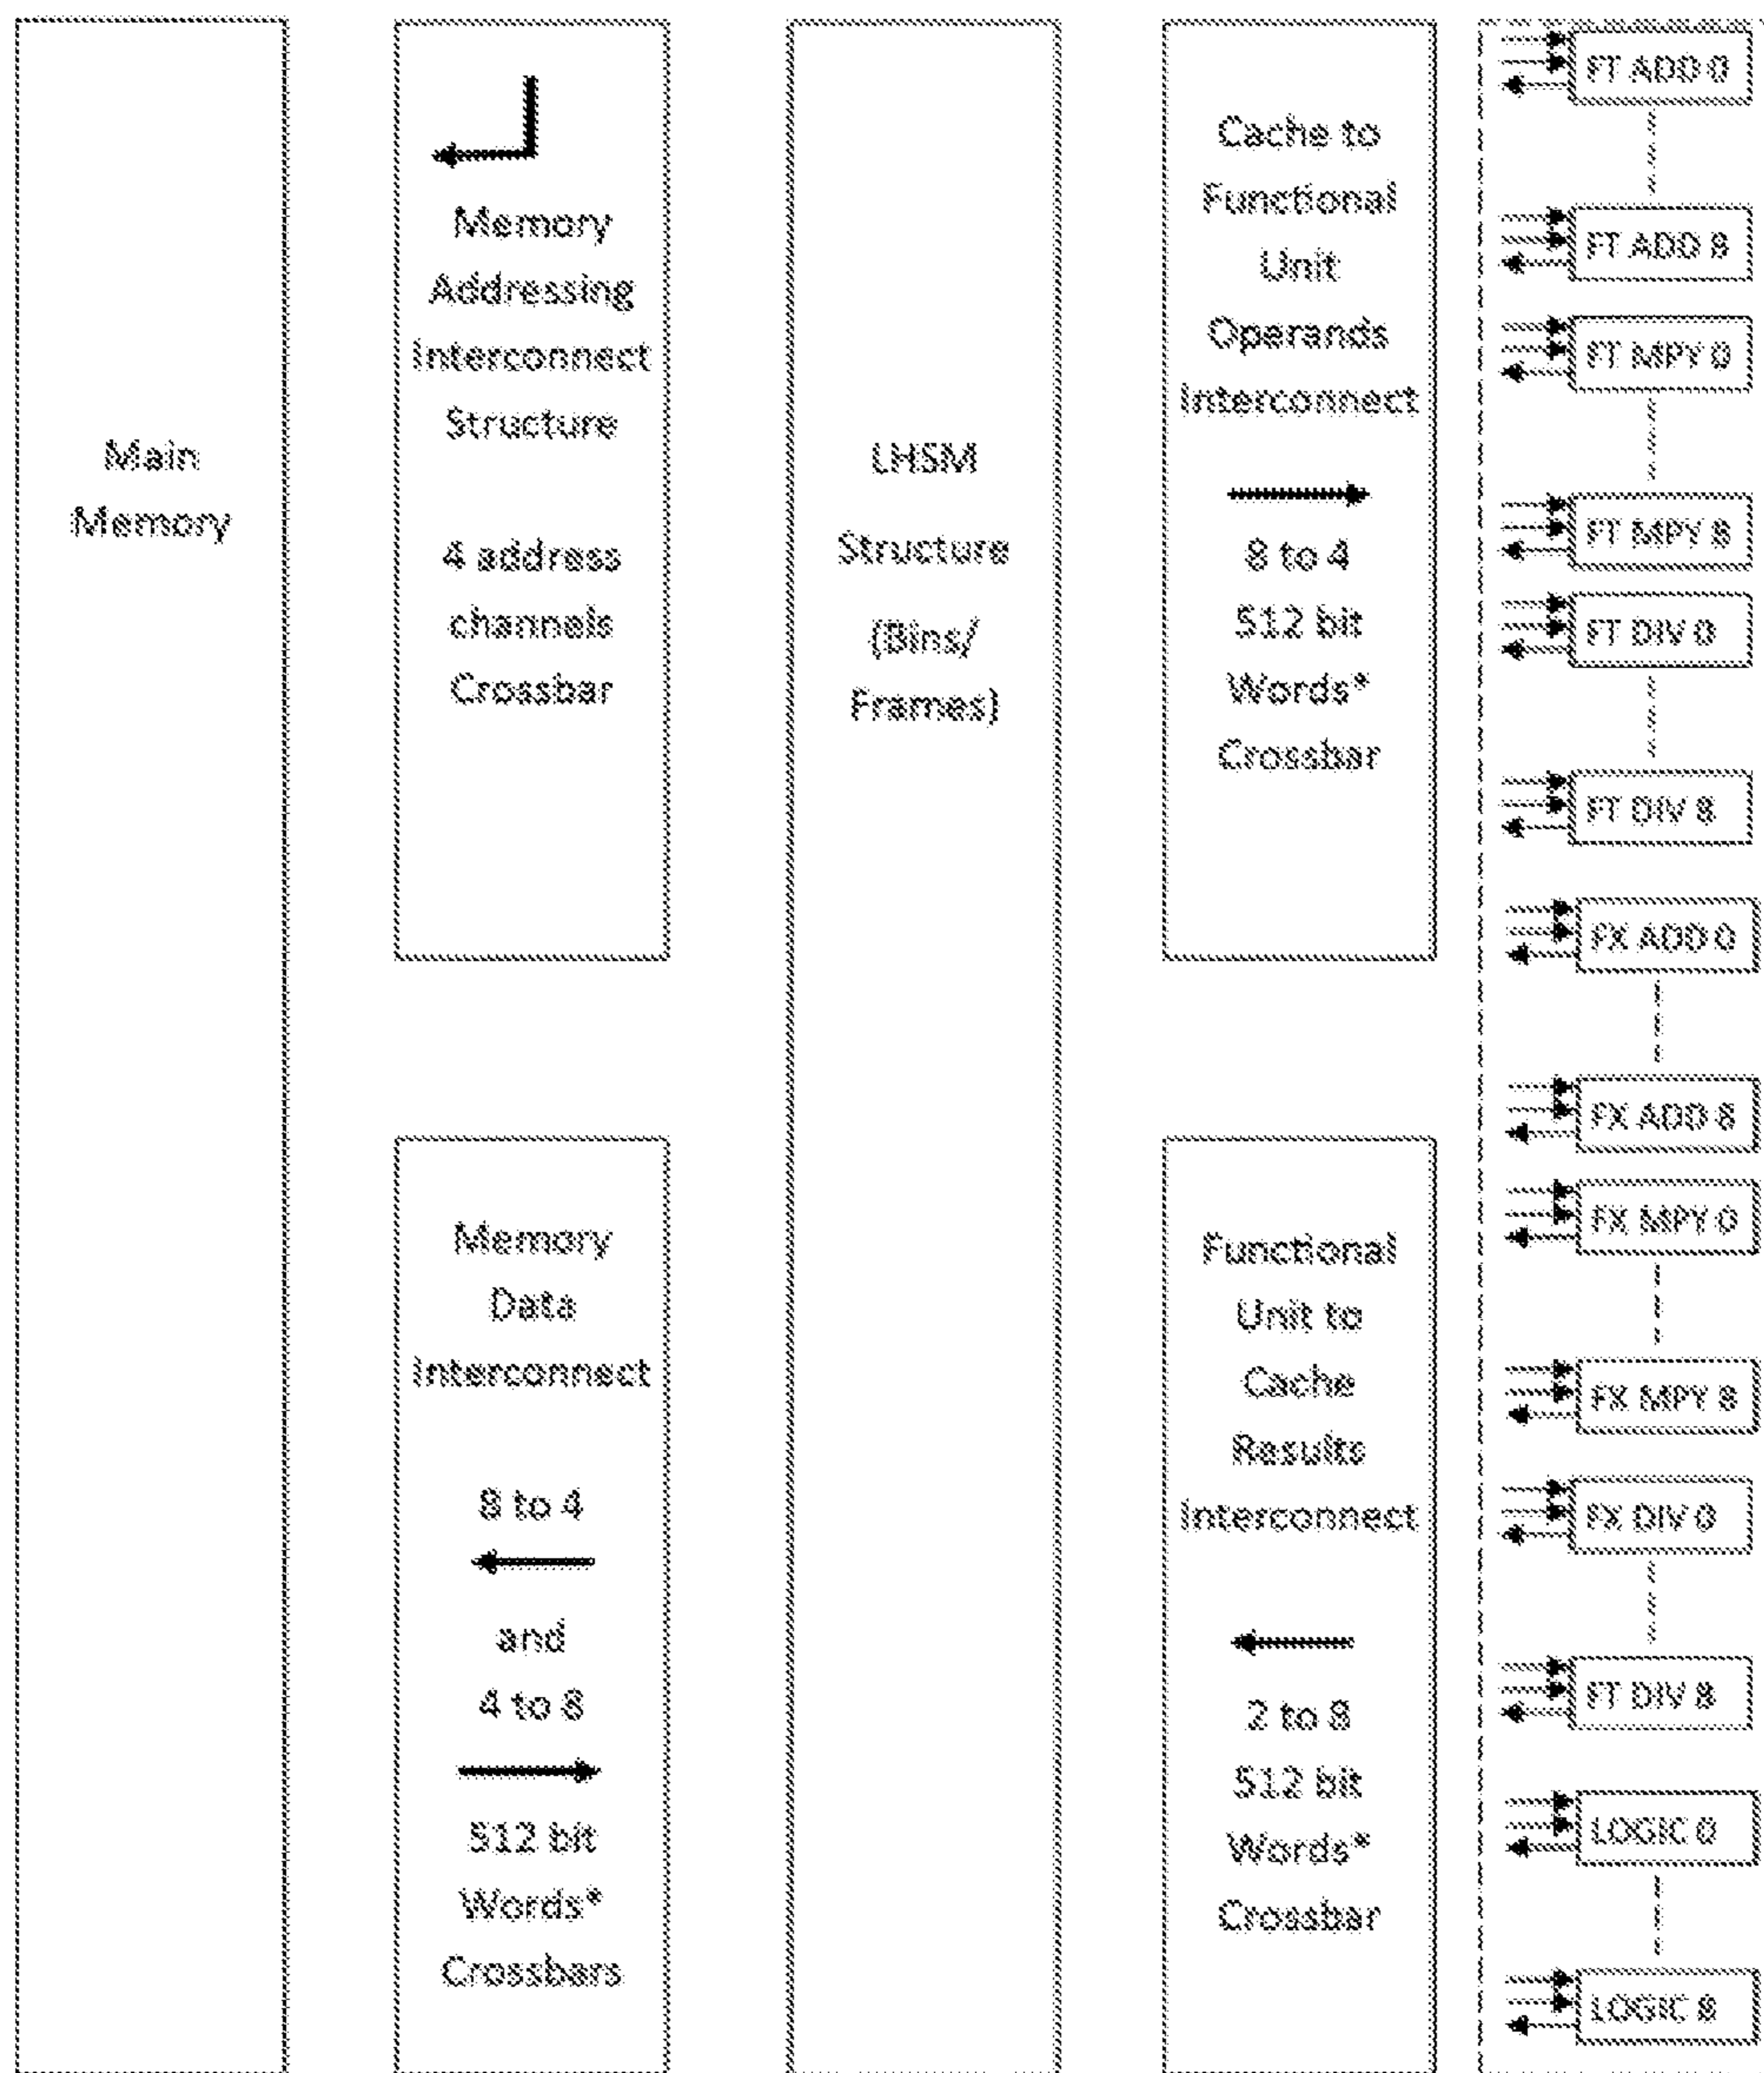 Main
Memory
Memory
Addressing
Interconnect
Structure
4 address
channels
Crossbar
Memory
Data
Interconnect
8 to 4
and
4 to 8
512 bit
Words*
Crossbars
LHSM
Structure
(Bins/
Frames)
Cache to
Functional
Unit
Operands
Interconnect
8 to 4
512 bit
Words*
Crossbar
Functional
Unit to
Cache
Results
Interconnect
2 to 8
512 bit
Words*
Crossbar
FT ADD 0
FT ADD 8
FT MPY 0
FT MPY 8
FT DIV 0
FT DIV 8
FX ADD 0
FX ADD 8
FX MPY 0
FX MPY 8
FX DIV 0
FT DIV 8
LOGIC 0
LOGIC 8